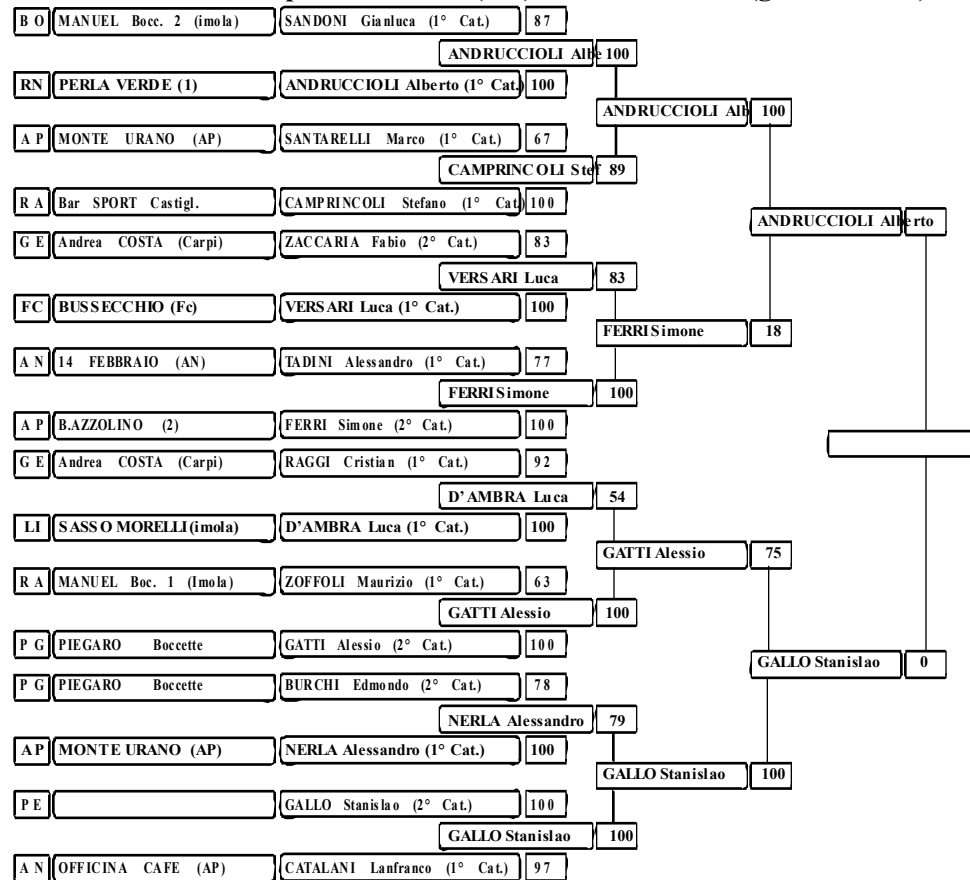 B O MANUEL Bocc. 2 (imola) SANDONI Gianluca (1° Cat.) 87
ANDRUCCIOLI Albe 100
RN PERLA VERDE (1) ANDRUCCIOLI Alberto (1° Cat.) 100
ANDRUCCIOLI Alb 100
A P MONTE URANO (AP) SANTARELLI Marco (1° Cat.) 67
CAMPRINCOLI Stef 89
R A Bar SPORT Castigl. CAMPRINCOLI Stefano (1° Cat.) 100
ANDRUCCIOLI Alberto
G E Andrea COSTA (Carpi) ZACCARIA Fabio (2° Cat.) 83
VERSARI Luca 83
FC BUSSECCHIO (Fc) VERSARI Luca (1° Cat.) 100
FERRI Simone 18
A N 14 FEBBRAIO (AN) TADINI Alessandro (1° Cat.) 77
FERRI Simone 100
A P B.AZZOLINO (2) FERRI Simone (2° Cat.) 100
G E Andrea COSTA (Carpi) RAGGI Cristian (1° Cat.) 92
D'AMBRA Luca 54
LI SASSO MORELLI (imola) D'AMBRA Luca (1° Cat.) 100
GATTI Alessio 75
R A MANUEL Boc. 1 (Imola) ZOFFOLI Maurizio (1° Cat.) 63
GATTI Alessio 100
P G PIEGARO Boccette GATTI Alessio (2° Cat.) 100
GALLO Stanislao 0
P G PIEGARO Boccette BURCHI Edmondo (2° Cat.) 78
NERLA Alessandro 79
AP MONTE URANO (AP) NERLA Alessandro (1° Cat.) 100
GALLO Stanislao 100
P E GALLO Stanislao (2° Cat.) 100
GALLO Stanislao 100
A N OFFICINA CAFE (AP) CATALANI Lanfranco (1° Cat.) 97